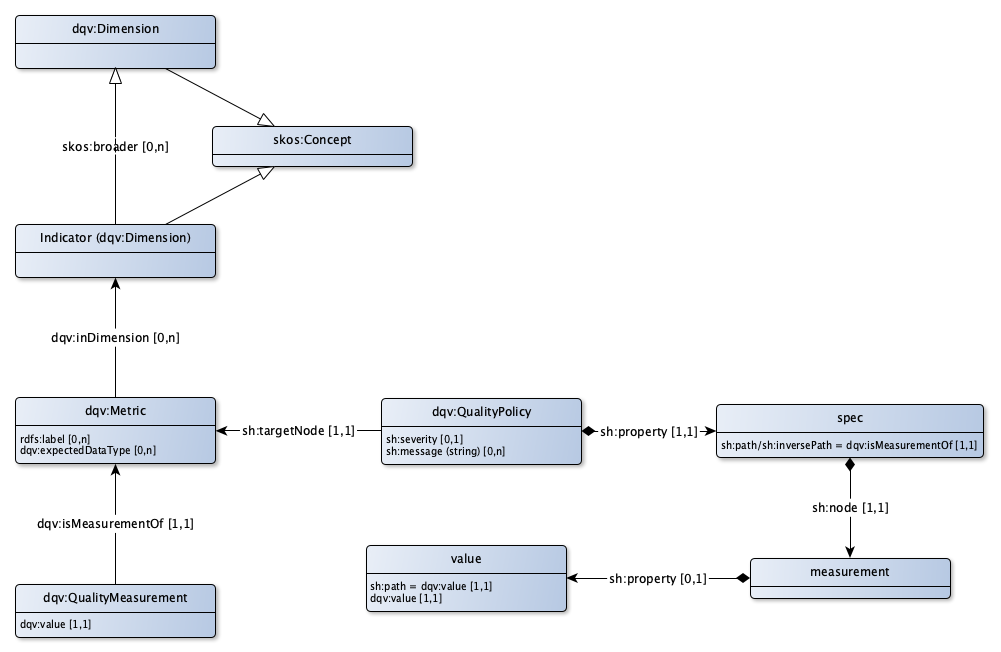 dqv:Dimension
skos:Concept
skos:broader [0,n]
Indicator (dqv:Dimension)
dqv:inDimension [0,n]
dqv:Metric
rdfs:label [0,n]
dqv:expectedDataType [0,n]
sh:targetNode [1,1]
dqv:QualityPolicy
sh:severity [0,1]
sh:message (string) [0,n]
sh:property [1,1]
spec
sh:path/sh:inversePath = dqv:isMeasurementOf [1,1]
sh:node [1,1]
dqv:isMeasurementOf [1,1]
value
sh:path = dqv:value [1,1]
dqv:value [1,1]
sh:property [0,1]
measurement
dqv:QualityMeasurement
dqv:value [1,1]